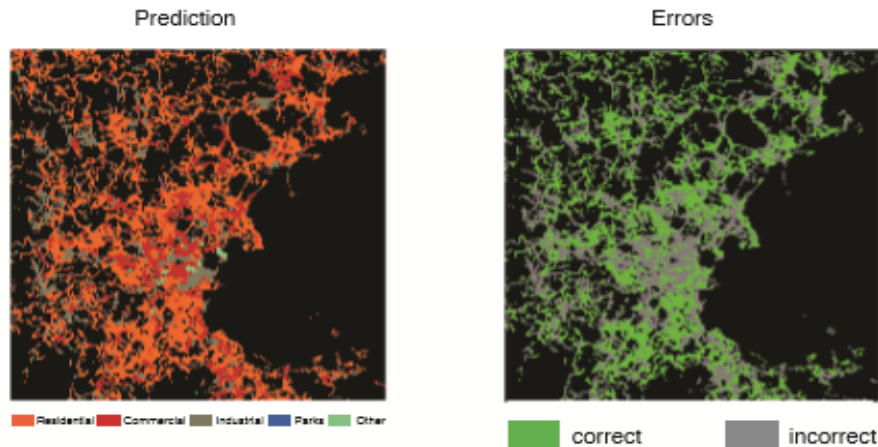 Prediction Errors
Residential Commercial Industrial Parks Other
correct incorrect